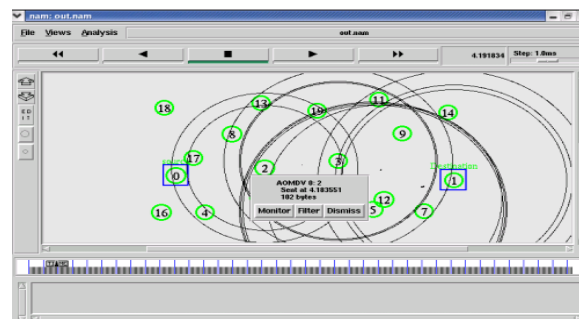 nam: out.nam
File Views Analysis out.nam
4.191834 Step: 1.0ms
18 13 19 11 14
8 9
17 2 3 Destination
0 1
16 4 5 12 7
AOMDV 0: 2
Sent at 4.183551
102 bytes
Monitor Filter Dismiss